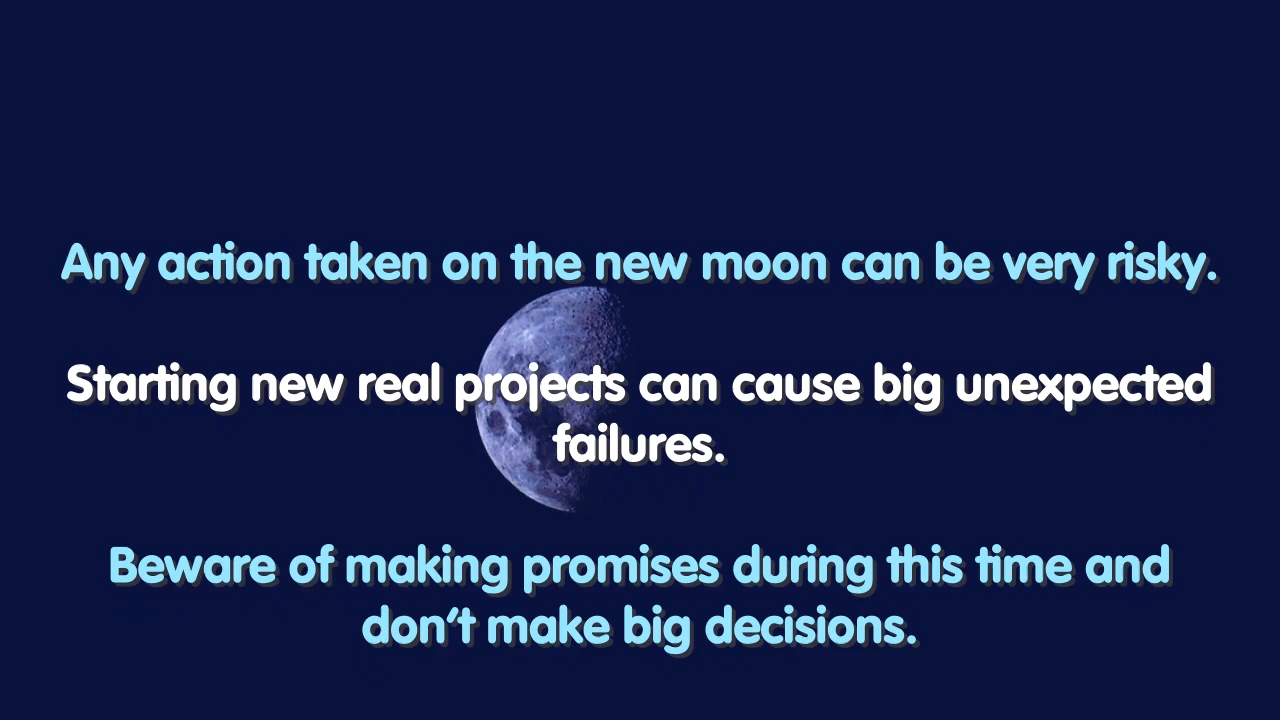 Any action taken on the new moon can be very risky.
Starting new real projects can cause big unexpected
failures.
Beware of making promises during this time and
don't make big decisions.